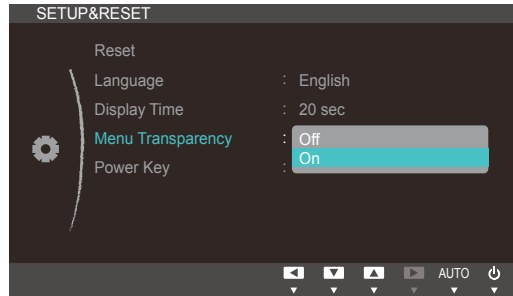 SETUP&RESET
Reset
Language : English
Display Time : 20 sec
Menu Transparency : Off
On
Power Key :
AUTO